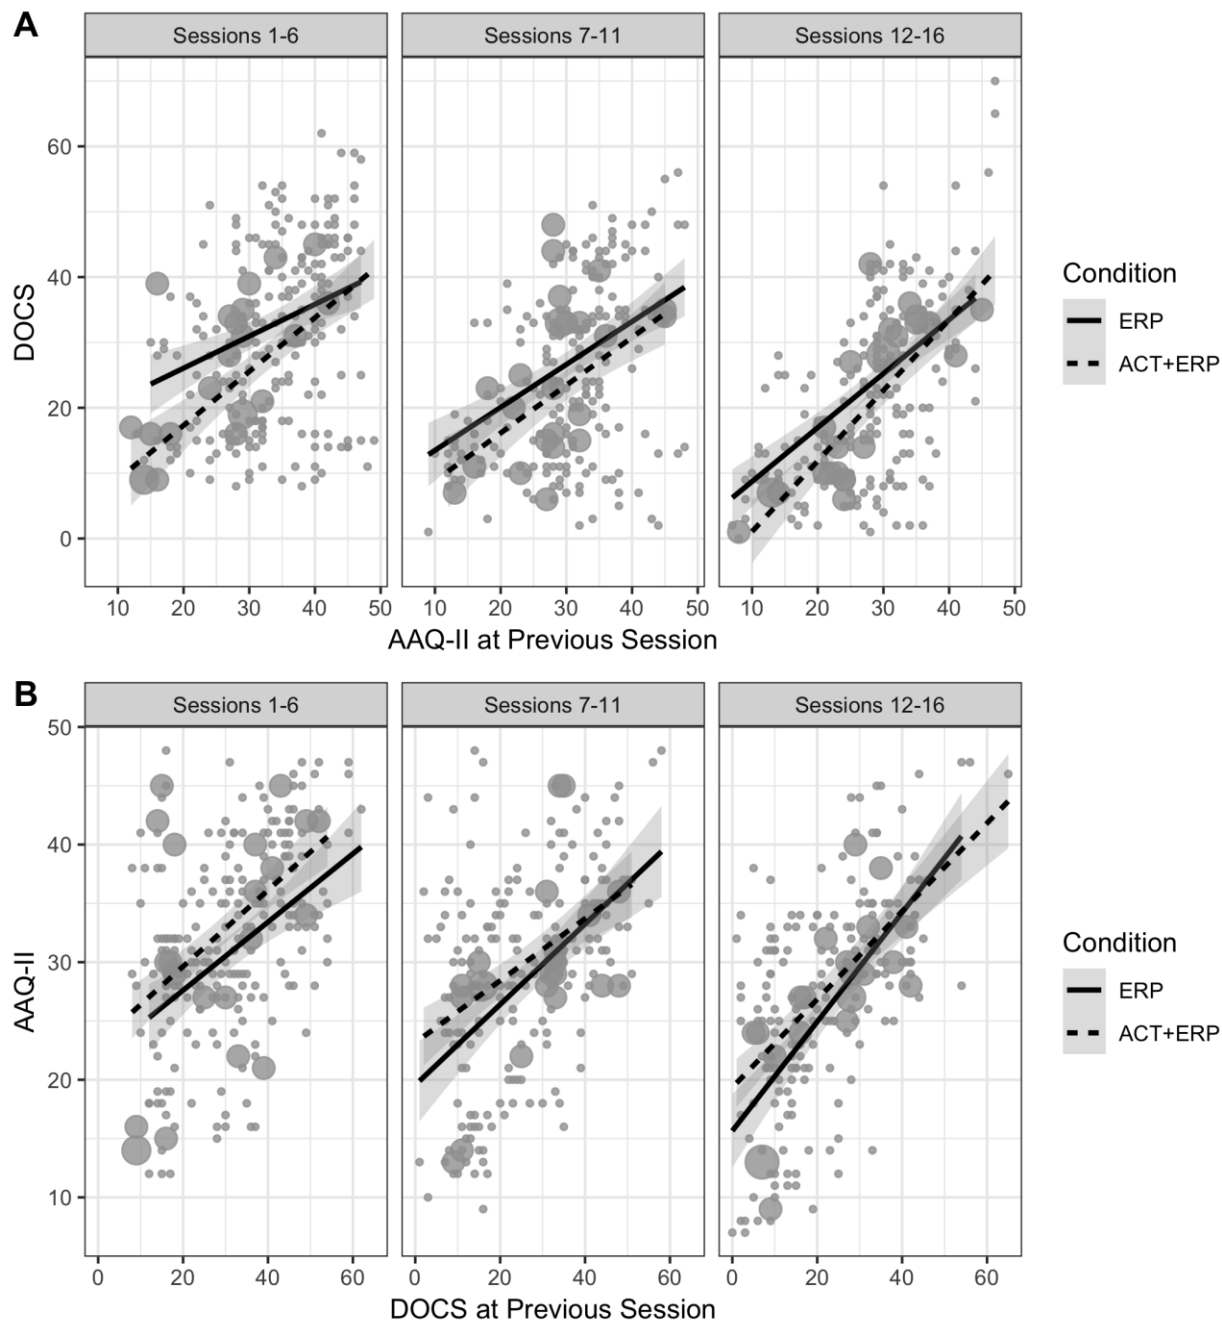 A
Sessions 1-6
Sessions 7-11
Sessions 12-16
DOCS
60
40
20
0
10 20 30 40 50
10 20 30 40 50
10 20 30 40 50
AAQ-II at Previous Session
Condition
ERP
ACT+ERP
B
Sessions 1-6
Sessions 7-11
Sessions 12-16
AAQ-II
50
40
30
20
10
0 20 40 60
0 20 40 60
0 20 40 60
DOCS at Previous Session
Condition
ERP
ACT+ERP